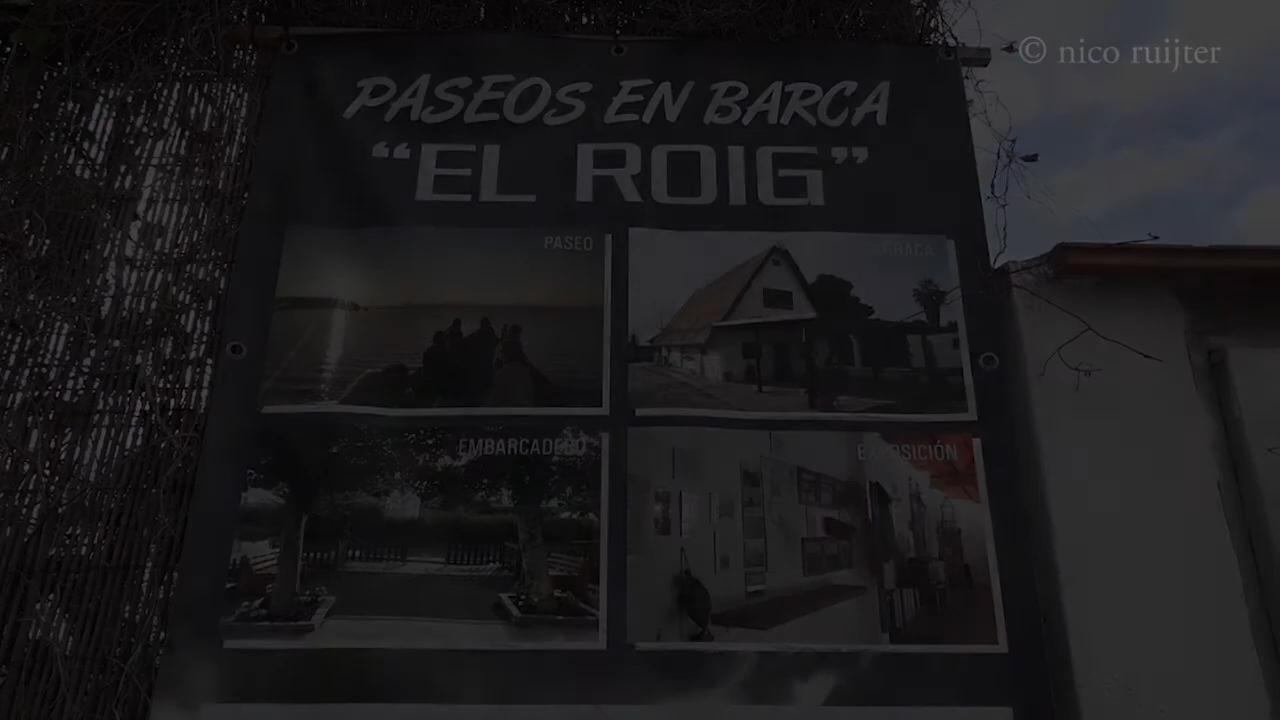 © nico ruijter
PASEOS EN BARCA
“EL ROIG”
PASEO
EMBARCADERO
EXPOSICIÓN